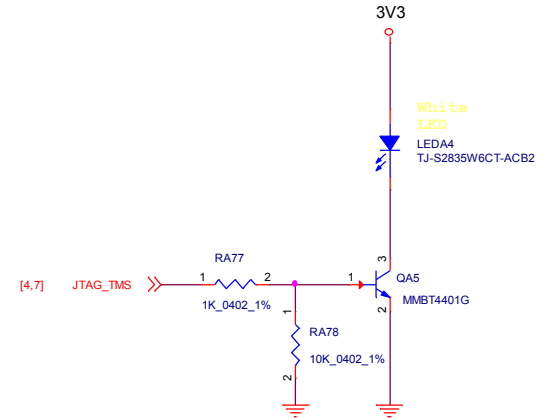 3V3
White
LED
LEDA4
TJ-S2835W6CT-ACB2
3
RA77
1
2
1
QA5
[4,7]
JTAG_TMS
1K_0402_1%
MMBT4401G
2
1
RA78
10K_0402_1%
2